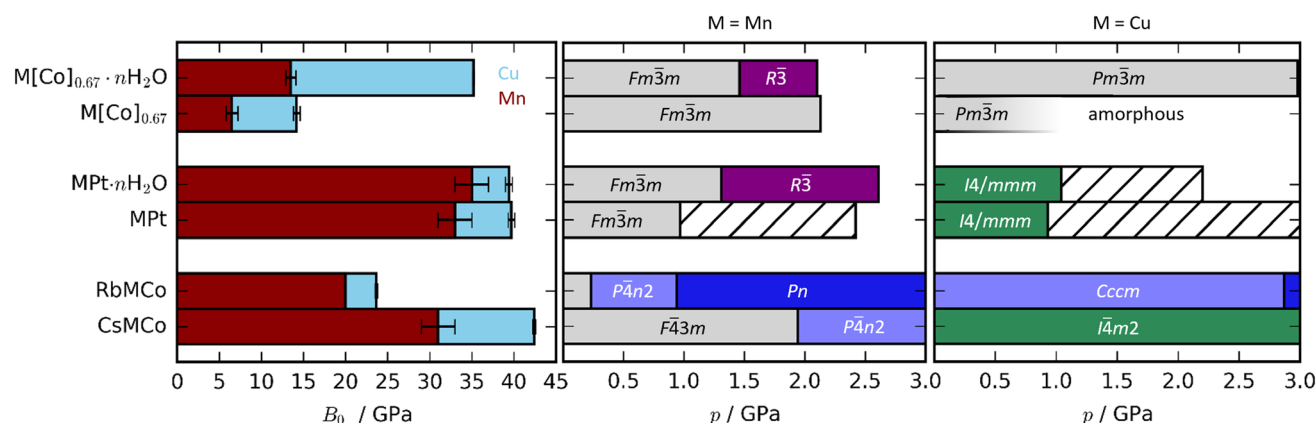 M = Mn
M = Cu
M[Co]0.67 · nH2O
M[Co]0.67
MPt·nH2O
MPt
RbMCo
CsMCo
Cu
Mn
0 5 10 15 20 25 30 35 40 45
B0 / GPa
Fm3̅m R3̅
Fm3̅m
Fm3̅m R3̅
Fm3̅m
P4̅n2 Pn
F4̅3m P4̅n2
0.5 1.0 1.5 2.0 2.5 3.0
p / GPa
Pm3̅m
Pm3̅m amorphous
I4/mmm
I4/mmm
Cccm
I4̅m2
0.5 1.0 1.5 2.0 2.5 3.0
p / GPa